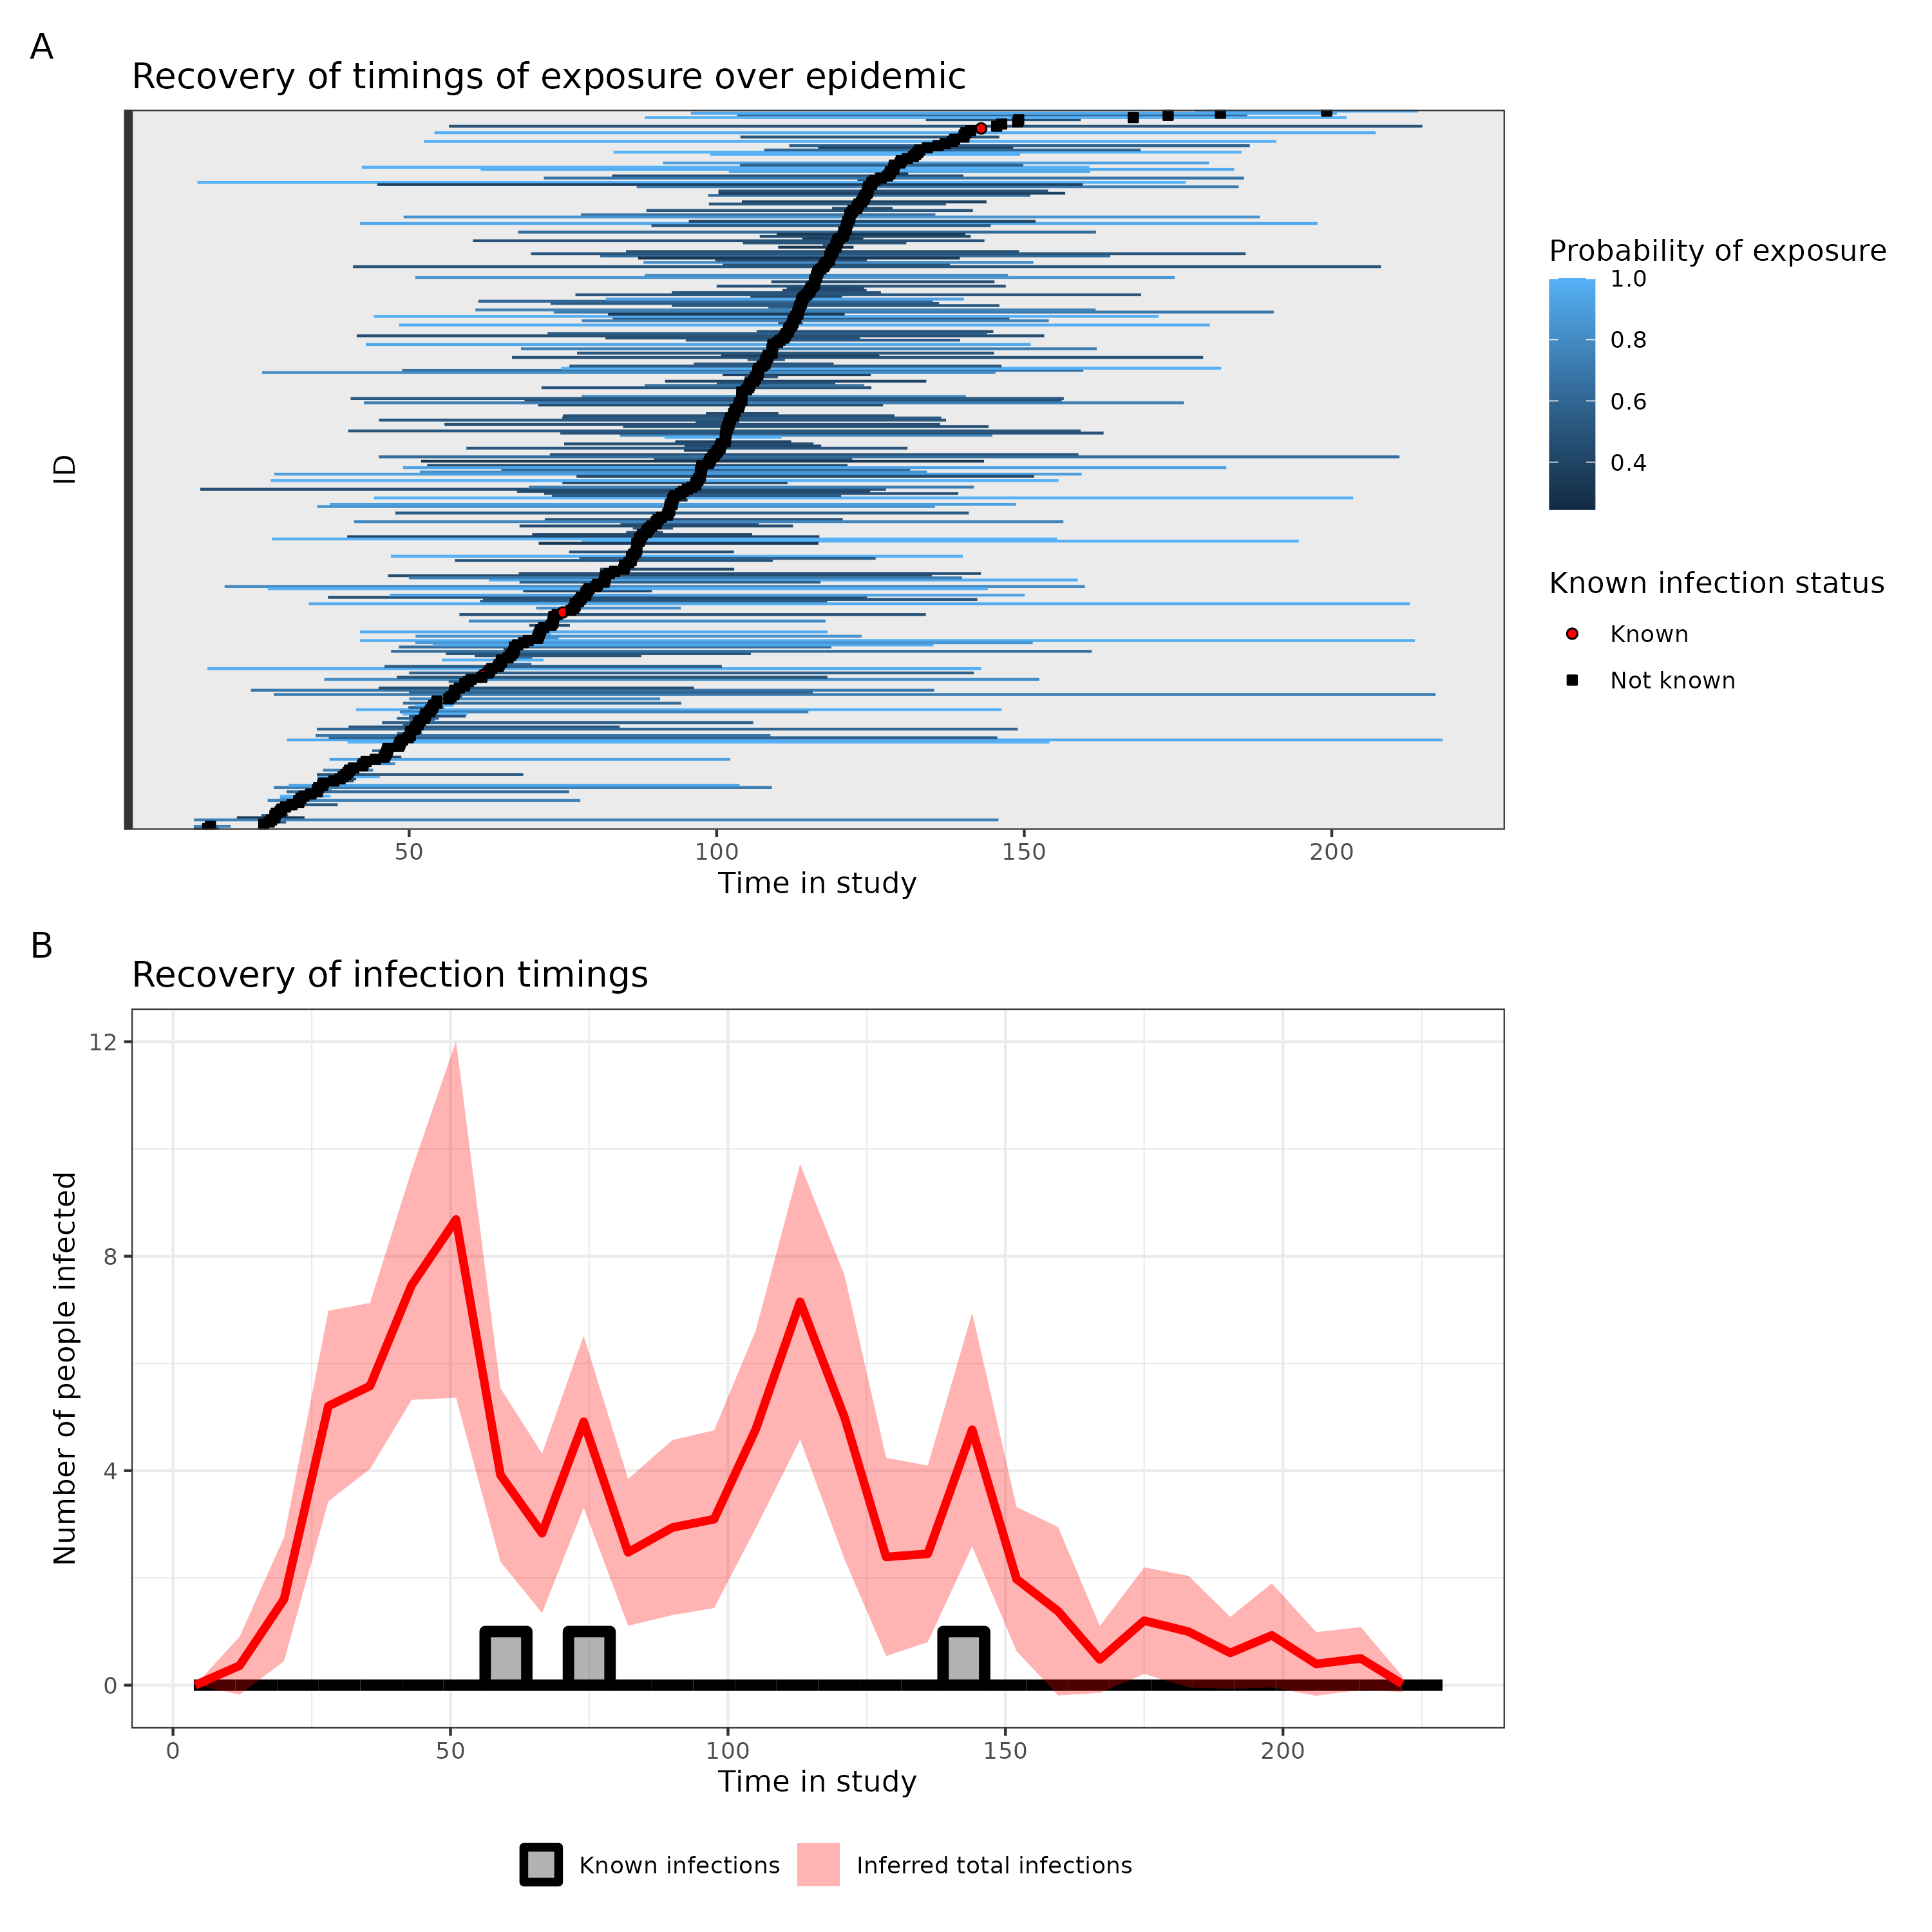 A
Recovery of timings of exposure over epidemic
ID
50 100 150 200
Time in study
Probability of exposure
1.0
0.8
0.6
0.4
Known infection status
Known
Not known
B
Recovery of infection timings
Number of people infected
12
8
4
0
0 50 100 150 200
Time in study
Known infections Inferred total infections